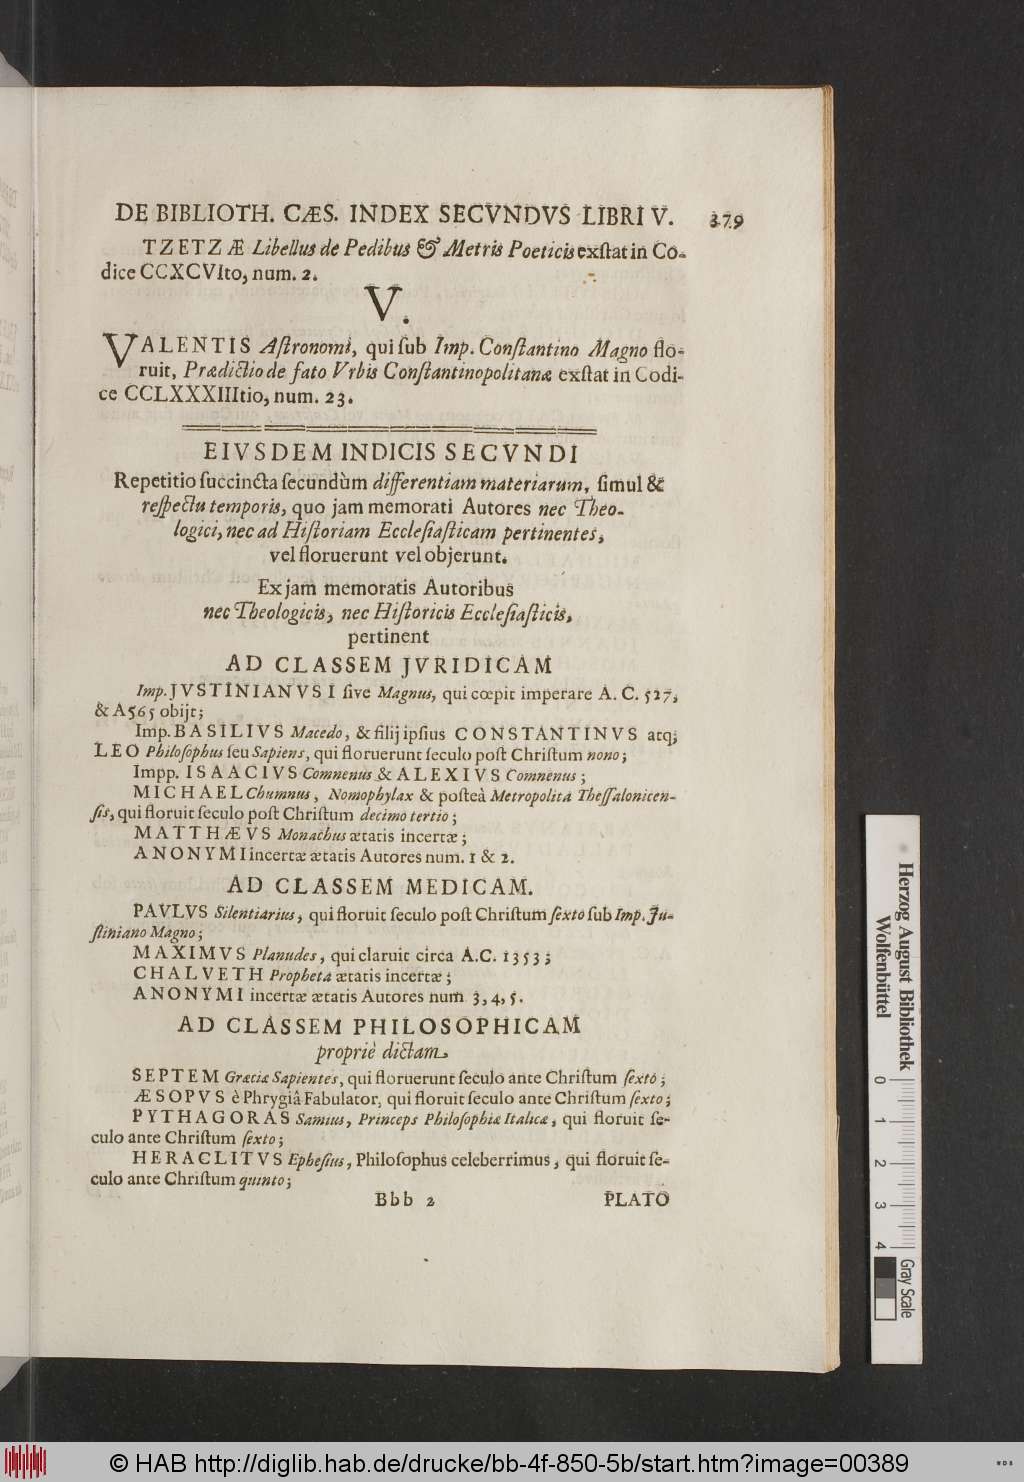 DE BIBLIOTH. CÆS. INDEX SECVNDVS LIBRI V. 379
TZETZÆ Libellus de Pedibus & Metris Poeticis exſtat in Co-
dice CCXCVIto, num. 2.
V.
VALENTIS Aſtronomi, qui ſub Imp. Conſtantino Magno flo-
ruit, Prædictio de fato Vrbis Conſtantinopolitanæ exſtat in Codi-
ce CCLXXXIIItio, num. 23.
EIVSDEM INDICIS SECVNDI
Repetitio ſuccincta ſecundùm differentiam materiarum, ſimul &
reſpectu temporis, quo jam memorati Autores nec Theo-
logici, nec ad Hiſtoriam Eccleſiaſticam pertinentes,
vel floruerunt vel objerunt.
Ex jam memoratis Autoribus
nec Theologicis, nec Hiſtoricis Eccleſiaſticis,
pertinent
AD CLASSEM JVRIDICAM
Imp. JVSTINIANVS I ſive Magnus, qui cœpit imperare A. C. 527,
& A 565 obijt;
Imp. BASILIVS Macedo, & filij ipſius CONSTANTINVS atq;
LEO Philoſophus ſeu Sapiens, qui floruerunt ſeculo poſt Chriſtum nono;
Impp. ISAACIVS Comnenus & ALEXIVS Comnenus;
MICHAEL Chumnus, Nomophylax & poſteà Metropolita Theſſalonicen-
ſis, qui floruit ſeculo poſt Chriſtum decimo tertio;
MATTHÆVS Monachus ætatis incertæ;
ANONYMI incertæ ætatis Autores num. 1 & 2.
AD CLASSEM MEDICAM.
PAVLVS Silentiarius, qui floruit ſeculo poſt Chriſtum ſexto ſub Imp. Ju-
ſtiniano Magno;
MAXIMVS Planudes, qui claruit circa A.C. 1353;
CHALVETH Propheta ætatis incertæ;
ANONYMI incertæ ætatis Autores num 3, 4, 5.
AD CLASSEM PHILOSOPHICAM
propriè dictam
SEPTEM Græciæ Sapientes, qui floruerunt ſeculo ante Chriſtum ſexto;
ÆSOPVS è Phrygiâ Fabulator, qui floruit ſeculo ante Chriſtum ſexto;
PYTHAGORAS Samius, Princeps Philoſophiæ Italicæ, qui floruit ſe-
culo ante Chriſtum ſexto;
HERACLITVS Epheſius, Philoſophus celeberrimus, qui floruit ſe-
culo ante Chriſtum quinto;
Bbb 2 PLATO
Herzog August Bibliothek
Wolfenbüttel
0 1 2 3 4
Gray Scale
© HAB http://diglib.hab.de/drucke/bb-4f-850-5b/start.htm?image=00389